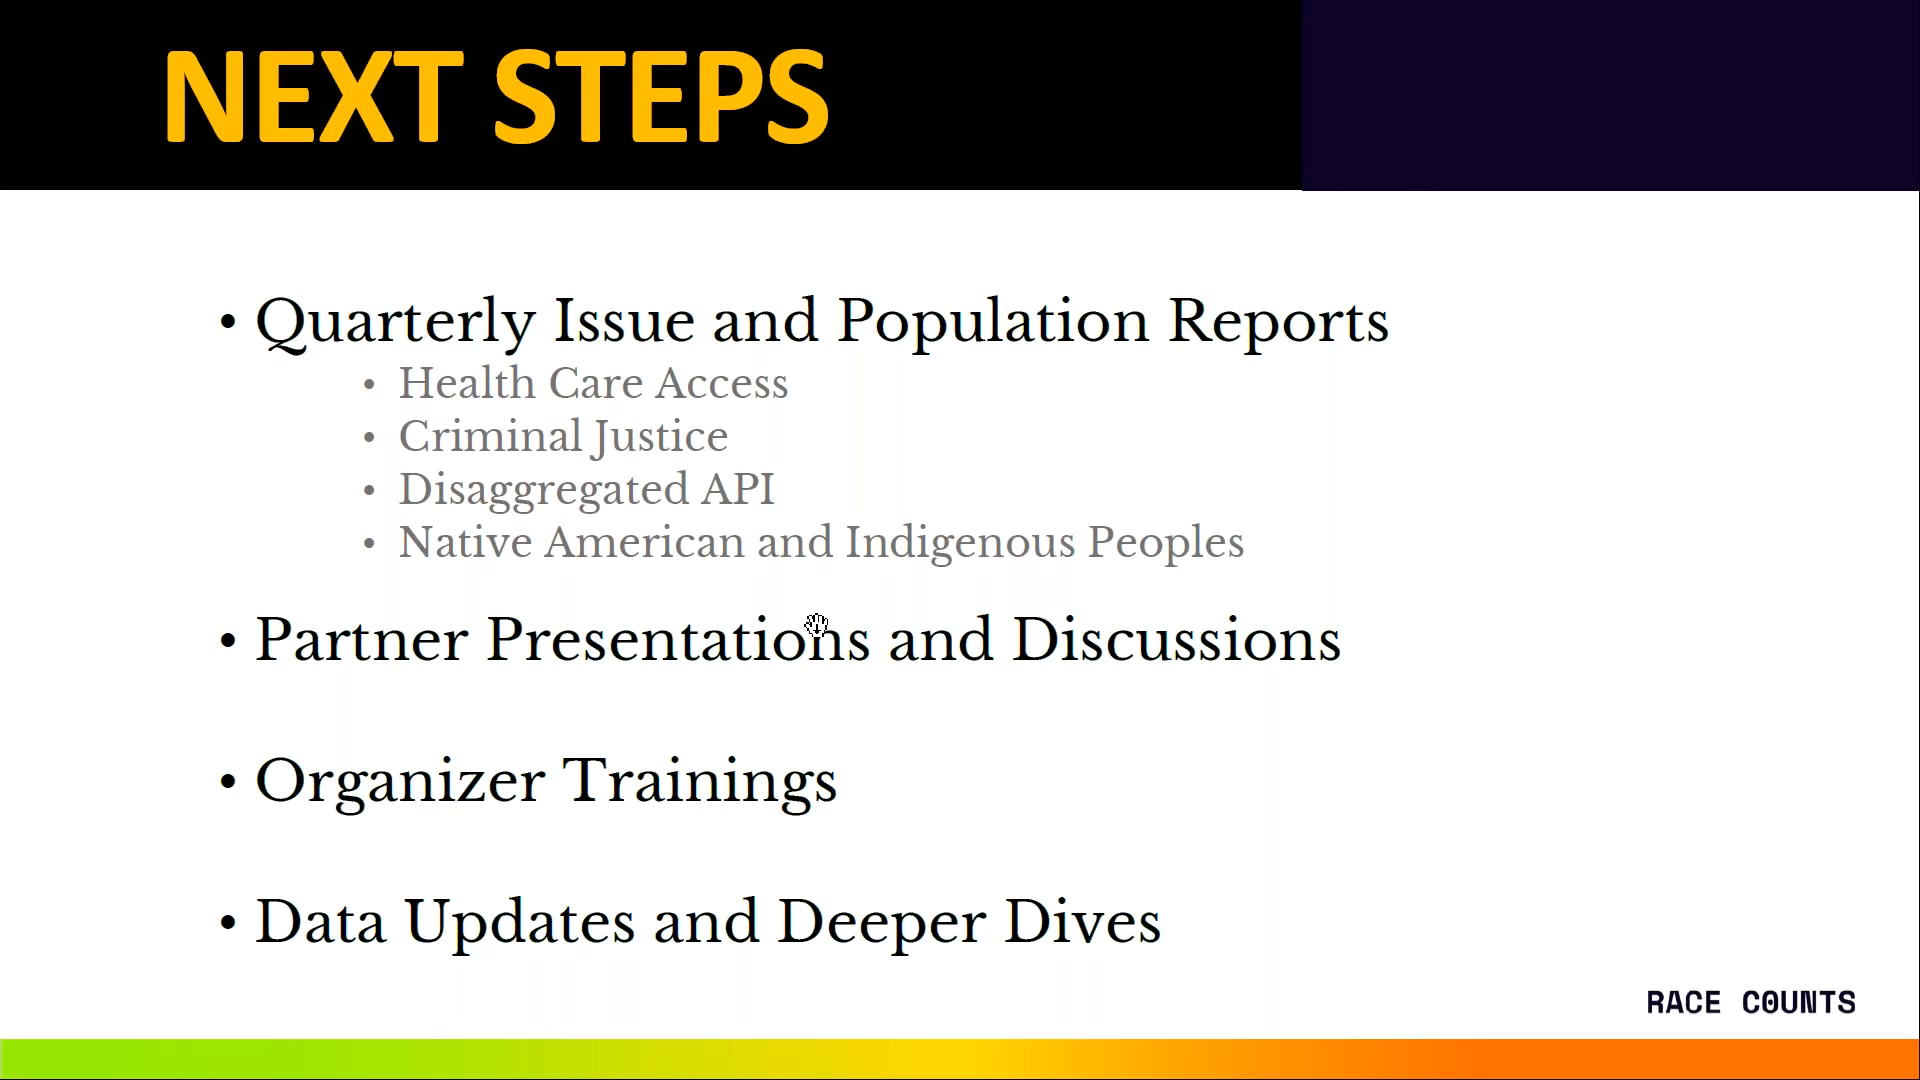 NEXT STEPS
• Quarterly Issue and Population Reports
• Health Care Access
• Criminal Justice
• Disaggregated API
• Native American and Indigenous Peoples
• Partner Presentations and Discussions
• Organizer Trainings
• Data Updates and Deeper Dives
RACE COUNTS